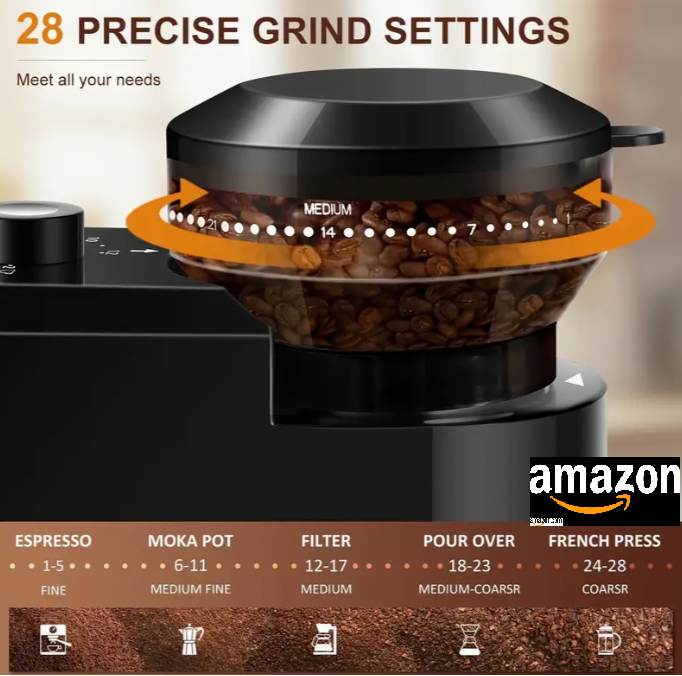 28 PRECISE GRIND SETTINGS
Meet all your needs
MEDIUM
21 14 7 1
amazon
ESPRESSO MOKA POT FILTER POUR OVER FRENCH PRESS
1-5 6-11 12-17 18-23 24-28
FINE MEDIUM FINE MEDIUM MEDIUM-COARSR COARSR